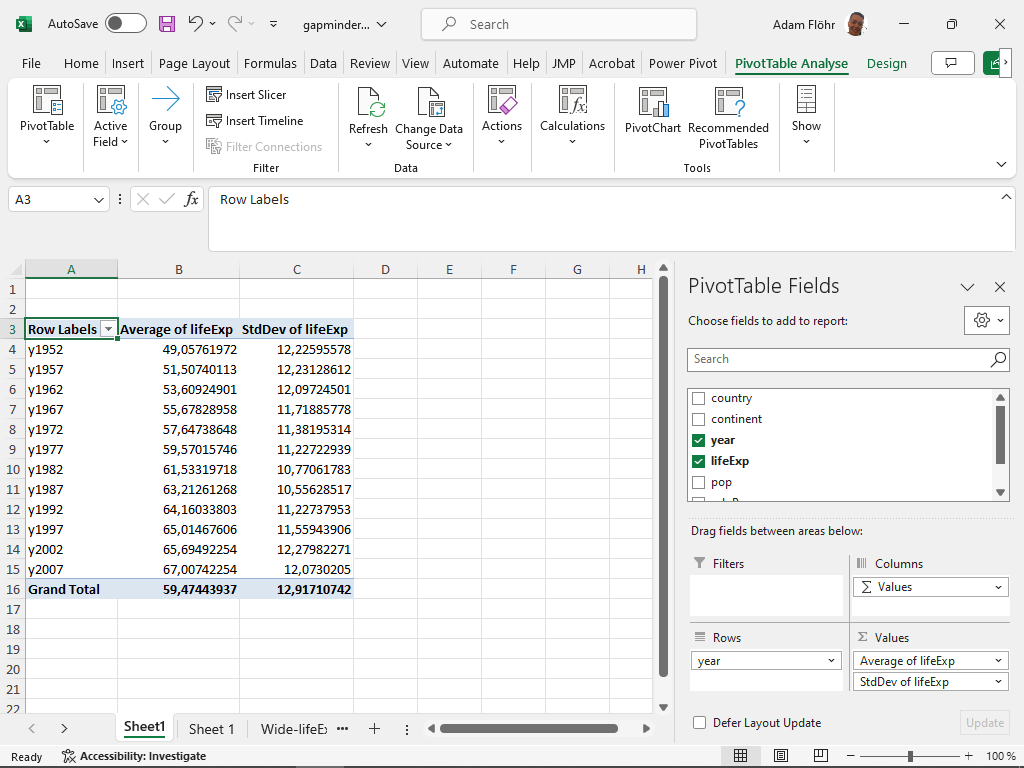 AutoSave gapminder... Search Adam Flöhr
File Home Insert Page Layout Formulas Data Review View Automate Help JMP Acrobat Power Pivot PivotTable Analyse Design
PivotTable
Active Field
Group
Insert Slicer
Insert Timeline
Filter Connections
Filter
Refresh
Change Data Source
Data
Actions
Calculations
PivotChart
Recommended PivotTables
Tools
Show
A3 fx Row Labels
A B C D E F G H
1
2
3 Row Labels Average of lifeExp StdDev of lifeExp
4 y1952 49,05761972 12,22595578
5 y1957 51,50740113 12,23128612
6 y1962 53,60924901 12,09724501
7 y1967 55,67828958 11,71885778
8 y1972 57,64738648 11,38195314
9 y1977 59,57015746 11,22722939
10 y1982 61,53319718 10,77061783
11 y1987 63,21261268 10,55628517
12 y1992 64,16033803 11,22737953
13 y1997 65,01467606 11,55943906
14 y2002 65,69492254 12,27982271
15 y2007 67,00742254 12,0730205
16 Grand Total 59,47443937 12,91710742
17
18
19
20
21
22
PivotTable Fields
Choose fields to add to report:
Search
country
continent
year
lifeExp
pop
Drag fields between areas below:
Filters
Columns
Σ Values
Rows
year
Σ Values
Average of lifeExp
StdDev of lifeExp
Defer Layout Update Update
Sheet1 Sheet 1 Wide-lifeE ...
Ready Accessibility: Investigate 100 %